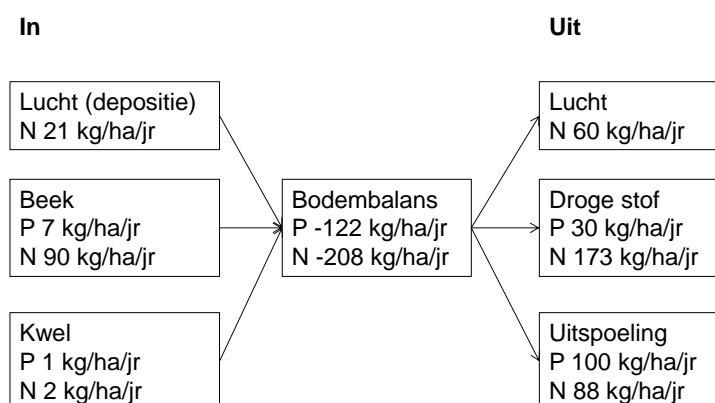 In
Uit
Lucht (depositie)
N 21 kg/ha/jr
Beek
P 7 kg/ha/jr
N 90 kg/ha/jr
Kwel
P 1 kg/ha/jr
N 2 kg/ha/jr
Bodembalans
P -122 kg/ha/jr
N -208 kg/ha/jr
Lucht
N 60 kg/ha/jr
Droge stof
P 30 kg/ha/jr
N 173 kg/ha/jr
Uitspoeling
P 100 kg/ha/jr
N 88 kg/ha/jr